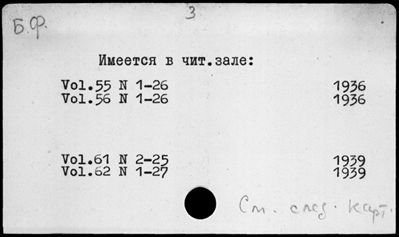 3
Б.Ф.
Имеется в чит.зале:
Vol.55 N 1-26 1936
Vol.56 N 1-26 1936
Vol.61 N 2-25 1939
Vol.62 N 1-27 1939
См. след. карт.